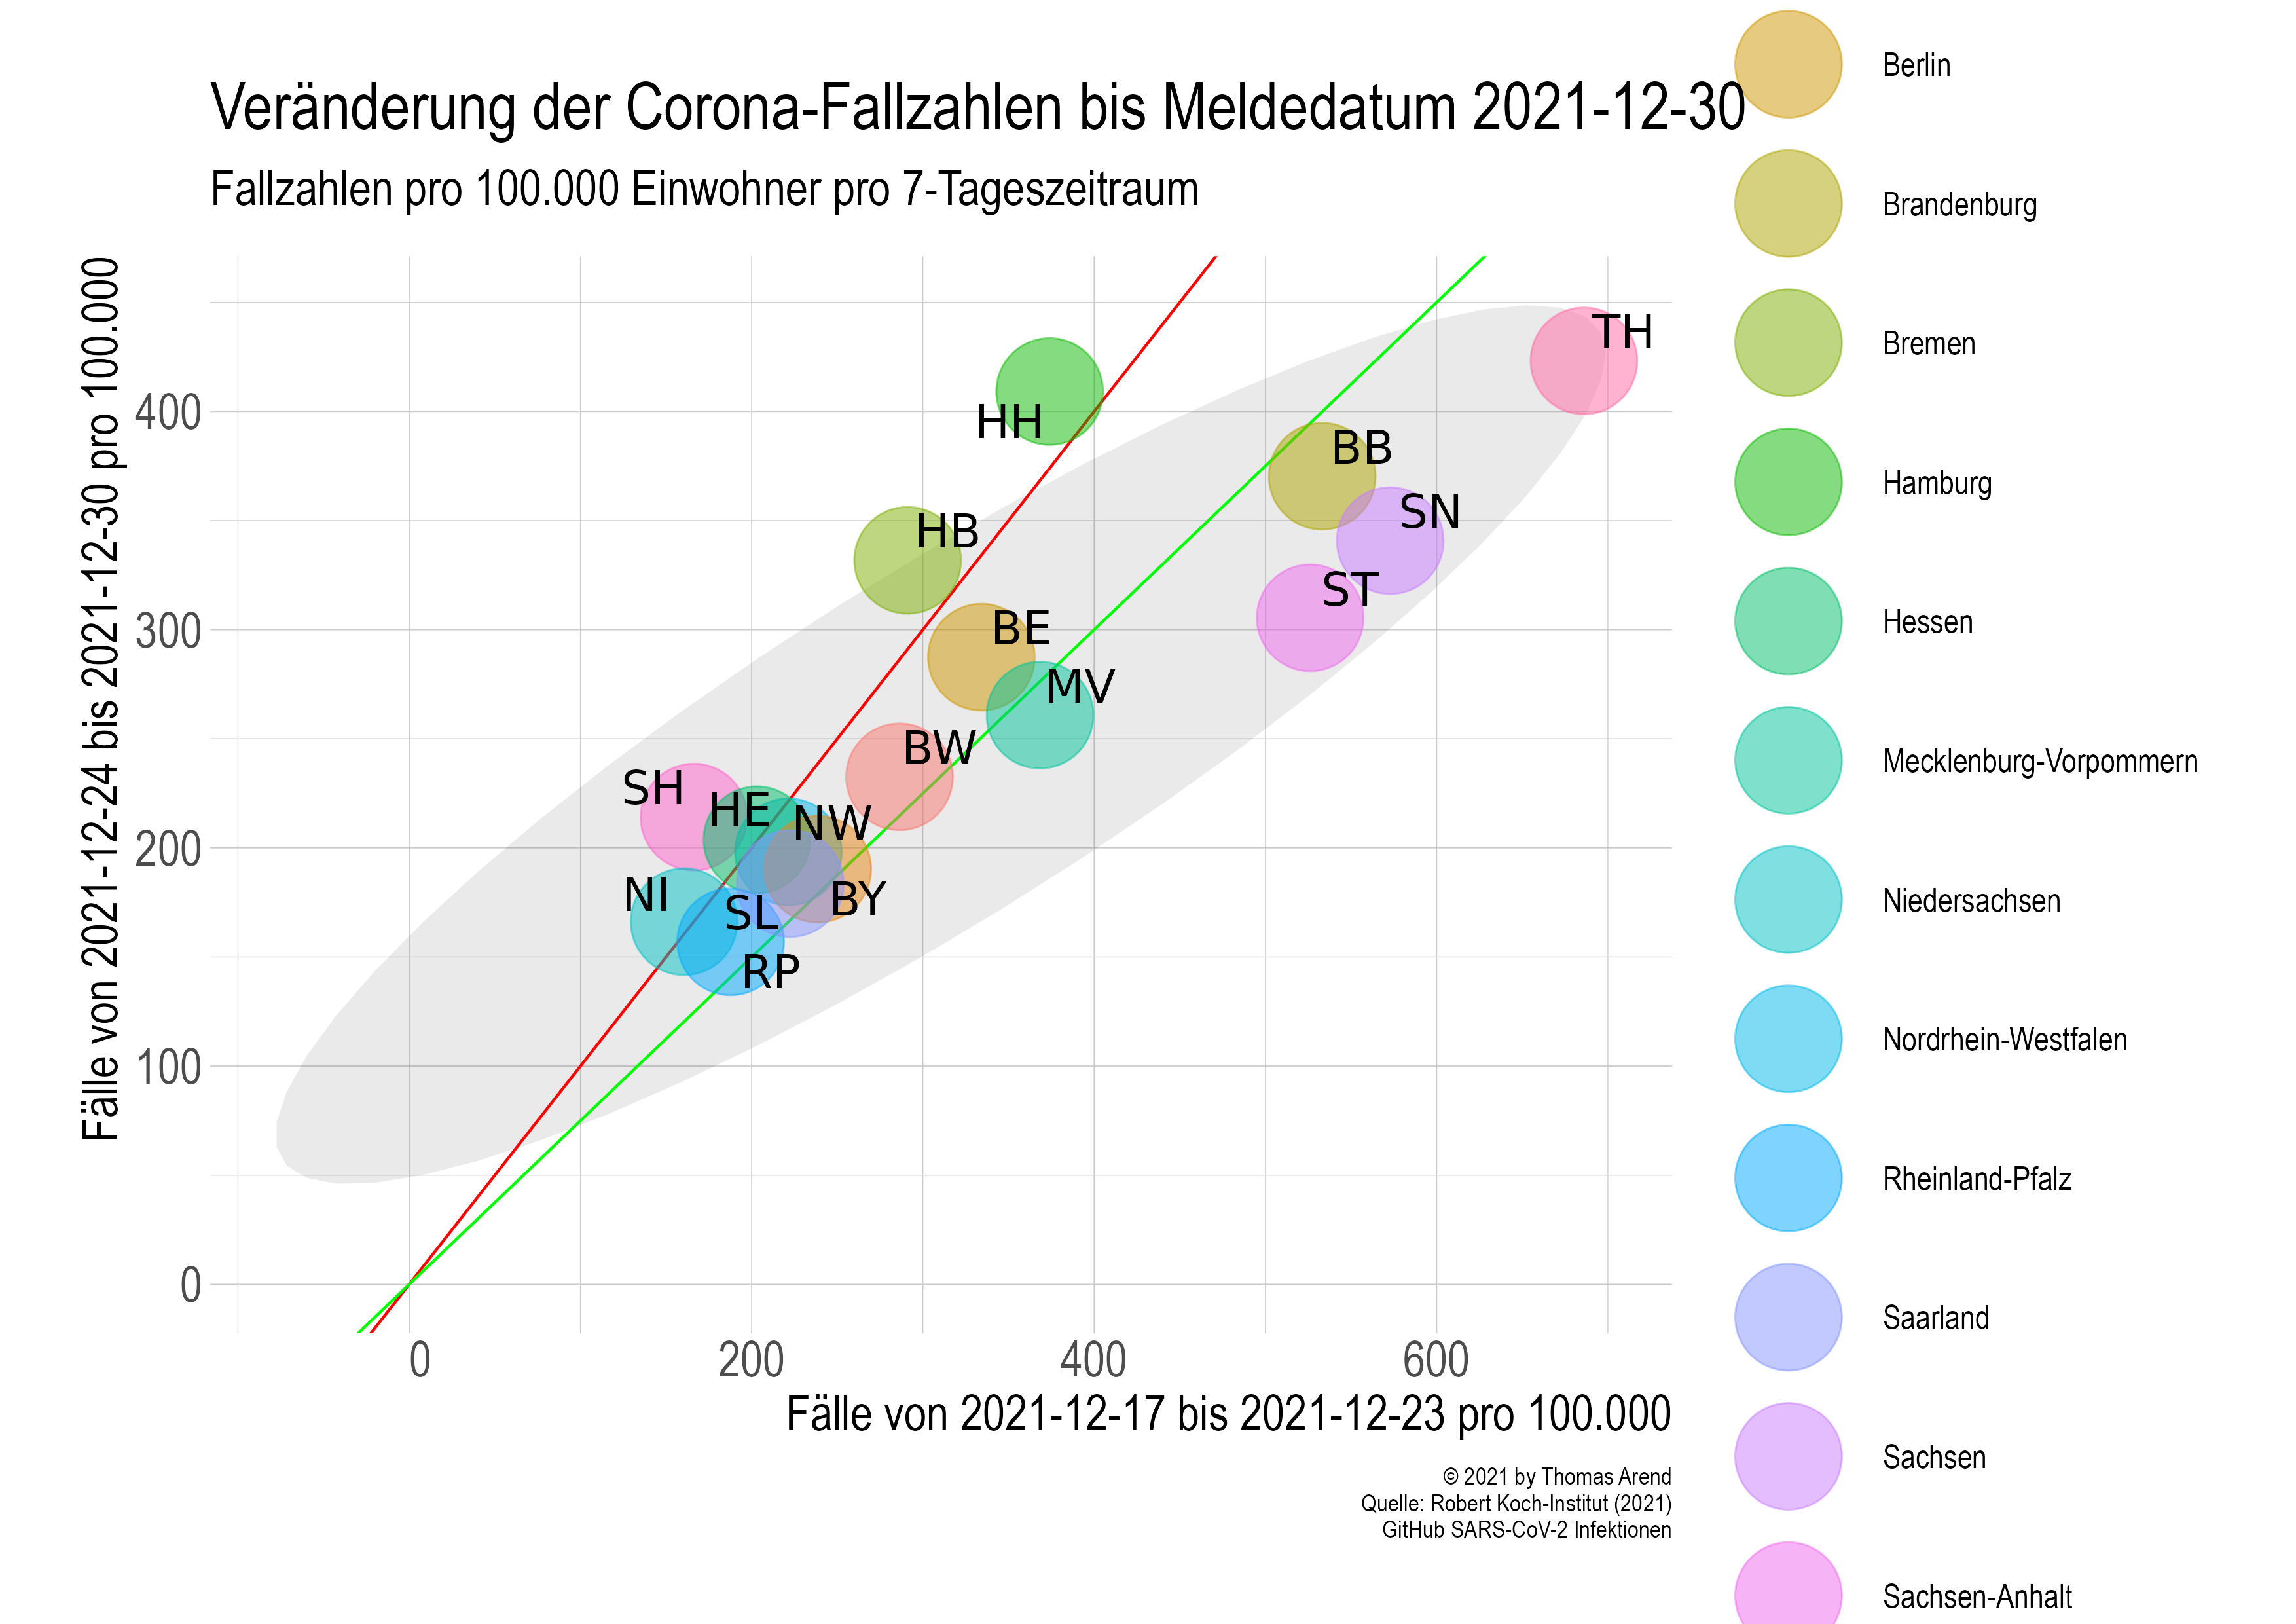 Veränderung der Corona-Fallzahlen bis Meldedatum 2021-12-30
Fallzahlen pro 100.000 Einwohner pro 7-Tageszeitraum
Fälle von 2021-12-24 bis 2021-12-30 pro 100.000
400
300
200
100
0
TH
HH
BB
SN
HB
ST
BE
MV
BW
SH
HE
NW
NI
BY
SL
RP
0
200
400
600
Fälle von 2021-12-17 bis 2021-12-23 pro 100.000
© 2021 by Thomas Arend
Quelle: Robert Koch-Institut (2021)
GitHub SARS-CoV-2 Infektionen
Berlin
Brandenburg
Bremen
Hamburg
Hessen
Mecklenburg-Vorpommern
Niedersachsen
Nordrhein-Westfalen
Rheinland-Pfalz
Saarland
Sachsen
Sachsen-Anhalt